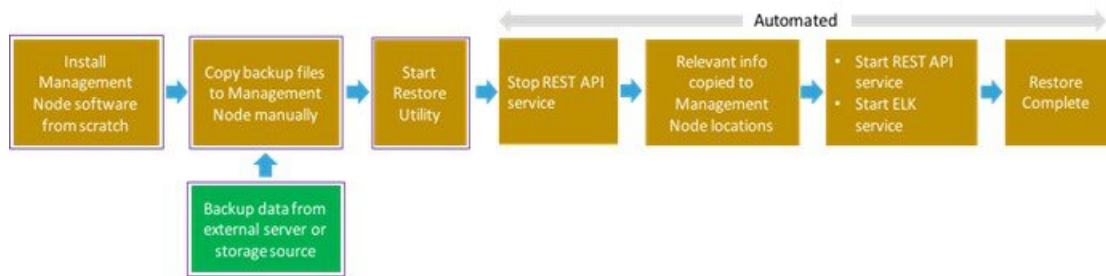 Automated
Install
Management
Node software
from scratch
Copy backup files
to Management
Node manually
Start
Restore
Utility
Stop REST API
service
Relevant info
copied to
Management
Node locations
• Start REST API
service
• Start ELK
service
Restore
Complete
Backup data from
external server or
storage source